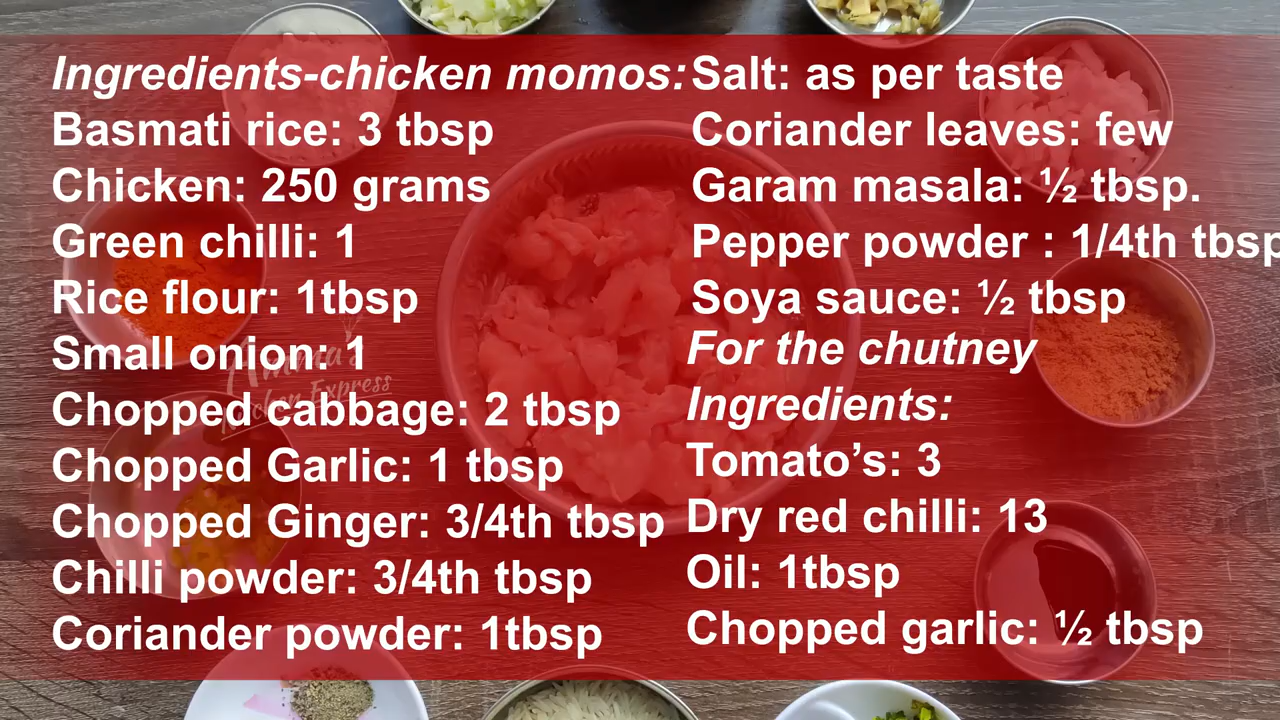 Ingredients-chicken momos:
Basmati rice: 3 tbsp
Chicken: 250 grams
Green chilli: 1
Rice flour: 1tbsp
Small onion: 1
Chopped cabbage: 2 tbsp
Chopped Garlic: 1 tbsp
Chopped Ginger: 3/4th tbsp
Chilli powder: 3/4th tbsp
Coriander powder: 1tbsp
Salt: as per taste
Coriander leaves: few
Garam masala: ½ tbsp.
Pepper powder : 1/4th tbsp
Soya sauce: ½ tbsp
For the chutney
Ingredients:
Tomato’s: 3
Dry red chilli: 13
Oil: 1tbsp
Chopped garlic: ½ tbsp
Amma's
Kitchen Express